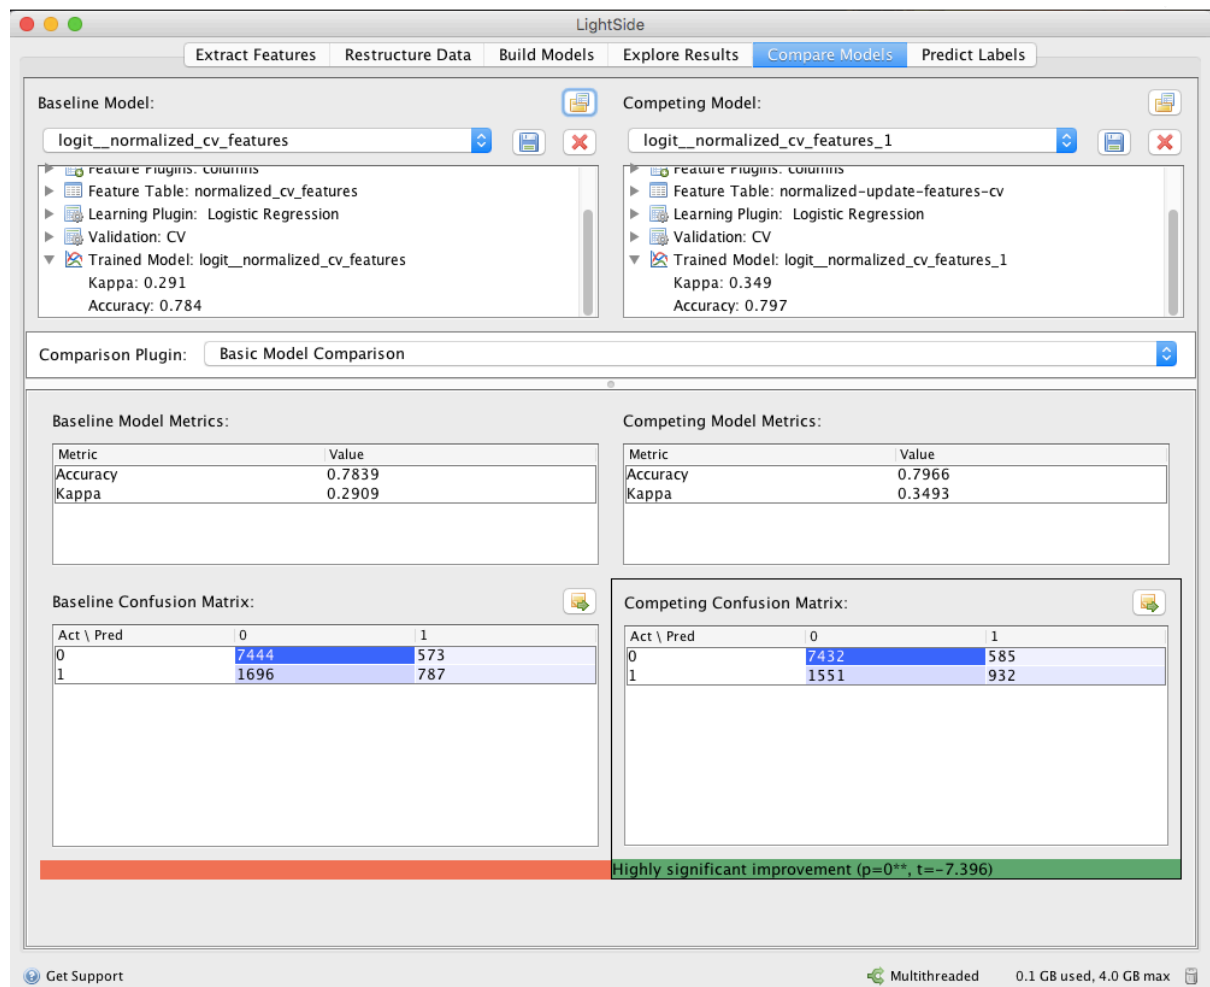 LightSide
Extract Features Restructure Data Build Models Explore Results Compare Models Predict Labels
Baseline Model:
logit__normalized_cv_features
Feature Plugins: columns
Feature Table: normalized_cv_features
Learning Plugin: Logistic Regression
Validation: CV
Trained Model: logit__normalized_cv_features
Kappa: 0.291
Accuracy: 0.784
Competing Model:
logit__normalized_cv_features_1
Feature Plugins: columns
Feature Table: normalized-update-features-cv
Learning Plugin: Logistic Regression
Validation: CV
Trained Model: logit__normalized_cv_features_1
Kappa: 0.349
Accuracy: 0.797
Comparison Plugin: Basic Model Comparison
Baseline Model Metrics:
Metric Value
Accuracy 0.7839
Kappa 0.2909
Competing Model Metrics:
Metric Value
Accuracy 0.7966
Kappa 0.3493
Baseline Confusion Matrix:
Act \ Pred 0 1
0 7444 573
1 1696 787
Competing Confusion Matrix:
Act \ Pred 0 1
0 7432 585
1 1551 932
Highly significant improvement (p=0**, t=-7.396)
Get Support
Multithreaded 0.1 GB used, 4.0 GB max